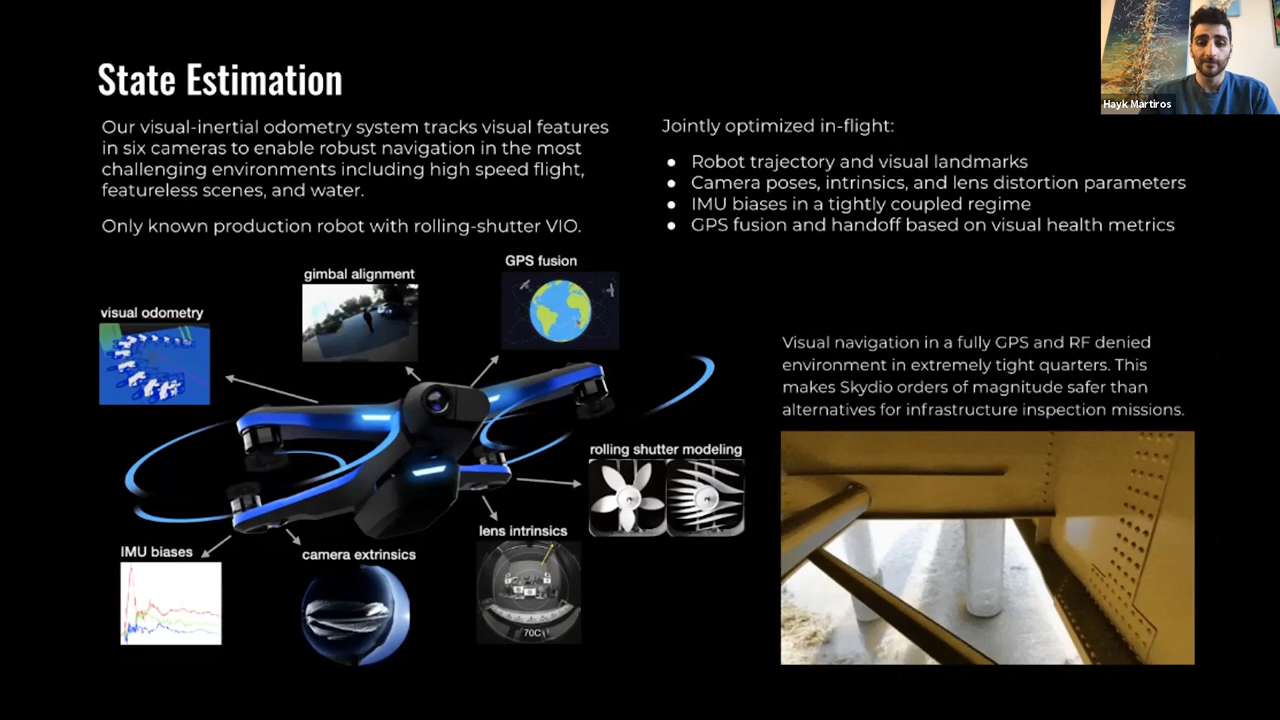 State Estimation
Our visual-inertial odometry system tracks visual features
in six cameras to enable robust navigation in the most
challenging environments including high speed flight,
featureless scenes, and water.
Only known production robot with rolling-shutter VIO.
Jointly optimized in-flight:
● Robot trajectory and visual landmarks
● Camera poses, intrinsics, and lens distortion parameters
● IMU biases in a tightly coupled regime
● GPS fusion and handoff based on visual health metrics
Hayk Martiros
GPS fusion
gimbal alignment
visual odometry
rolling shutter modeling
lens intrinsics
70C
IMU biases
camera extrinsics
Visual navigation in a fully GPS and RF denied
environment in extremely tight quarters. This
makes Skydio orders of magnitude safer than
alternatives for infrastructure inspection missions.